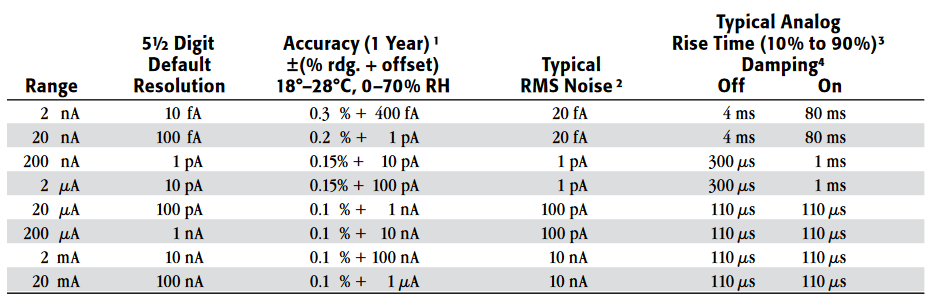 Typical Analog
5½ Digit Accuracy (1 Year) ¹ Rise Time (10% to 90%)³
Default ±(% rdg. + offset) Typical Damping⁴
Range Resolution 18°–28°C, 0–70% RH RMS Noise ² Off On
2 nA 10 fA 0.3 % + 400 fA 20 fA 4 ms 80 ms
20 nA 100 fA 0.2 % + 1 pA 20 fA 4 ms 80 ms
200 nA 1 pA 0.15% + 10 pA 1 pA 300 µs 1 ms
2 µA 10 pA 0.15% + 100 pA 1 pA 300 µs 1 ms
20 µA 100 pA 0.1 % + 1 nA 100 pA 110 µs 110 µs
200 µA 1 nA 0.1 % + 10 nA 100 pA 110 µs 110 µs
2 mA 10 nA 0.1 % + 100 nA 10 nA 110 µs 110 µs
20 mA 100 nA 0.1 % + 1 µA 10 nA 110 µs 110 µs